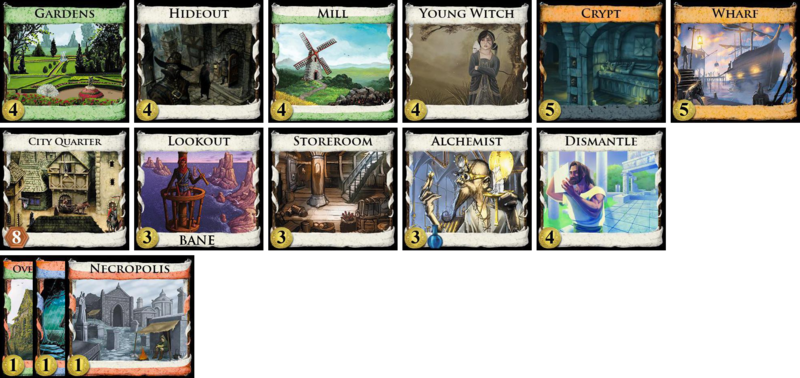 GARDENS
4
HIDEOUT
4
MILL
4
YOUNG WITCH
4
CRYPT
5
WHARF
5
CITY QUARTER
8
LOOKOUT
3
BANE
STOREROOM
3
ALCHEMIST
3
DISMANTLE
4
OVE
1
1
NECROPOLIS
1